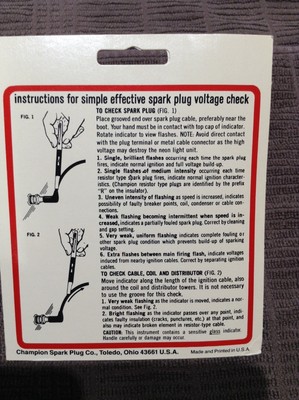 instructions for simple effective spark plug voltage check
FIG. 1
TO CHECK SPARK PLUG (FIG. 1)
Place grooved end over spark plug cable, preferably near the
boot. Your hand must be in contact with top cap of indicator.
Rotate indicator to view flashes. NOTE: Avoid direct contact
with the plug terminal or metal cable connector as the high
voltage may destroy the neon light unit.
1. Single, brilliant flashes occurring each time the spark plug
fires, indicate normal ignition and full voltage build-up.
2. Single flashes of medium intensity occurring each time
resistor type spark plug fires, indicate normal ignition charac-
teristics. (Champion resistor type plugs are identified by the prefix
"R" on the insulator).
3. Uneven intensity of flashing as speed is increased, indicates
possibility of faulty breaker points, coil, condenser or cable con-
nections.
4. Weak flashing becoming intermittent when speed is in-
creased, indicates a partially fouled spark plug. Correct by cleaning
and gap setting.
5. Very weak, uniform flashing indicates complete fouling or
other spark plug condition which prevents build-up of sparking
voltage.
6. Extra flashes between main firing flash, indicate voltages
induced from nearby ignition cables. Correct by separating ignition
cables.
FIG. 2
TO CHECK CABLE, COIL AND DISTRIBUTOR (FIG. 2)
Move indicator along the length of the ignition cable, also
around the coil and distributor towers. It is not necessary
to use the groove for this check.
1. Very weak flashing as the indicator is moved, indicates a nor-
mal condition. See Fig. 2.
2. Bright flashing as the indicator passes over any point, indi-
cates faulty insulation (cracks, punctures, etc.) at that point, and
also may indicate broken element in resistor-type cable.
CAUTION: This instrument contains a sensitive glass indicator.
Handle carefully or damage may occur.
Champion Spark Plug Co., Toledo, Ohio 43661 U.S.A.
Made and Printed in U.S.A.